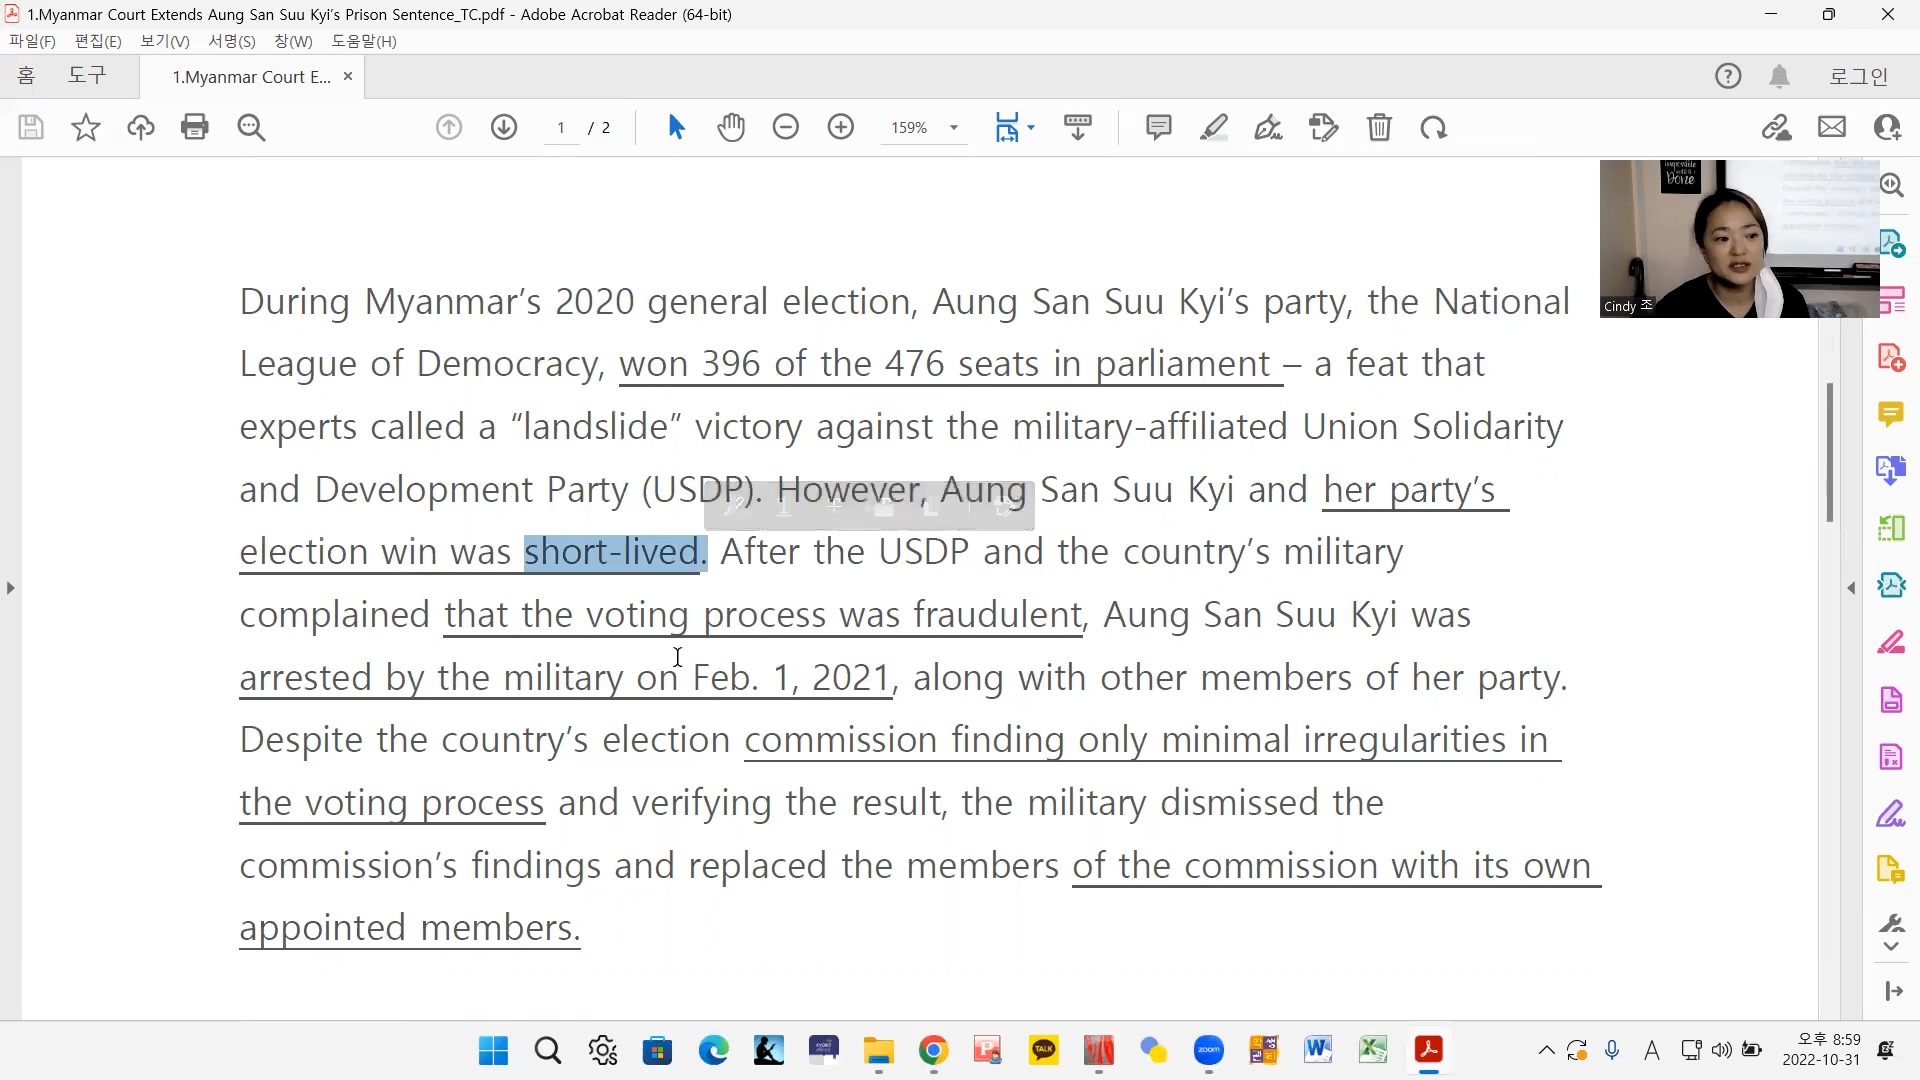 1.Myanmar Court Extends Aung San Suu Kyi's Prison Sentence_TC.pdf - Adobe Acrobat Reader (64-bit)
파일(F) 편집(E) 보기(V) 서명(S) 창(W) 도움말(H)
홈 도구 1.Myanmar Court E... × 로그인
1 / 2 159%
Done
Cindy 조
During Myanmar's 2020 general election, Aung San Suu Kyi's party, the National
League of Democracy, won 396 of the 476 seats in parliament – a feat that
experts called a “landslide” victory against the military-affiliated Union Solidarity
and Development Party (USDP). However, Aung San Suu Kyi and her party's
election win was short-lived. After the USDP and the country's military
complained that the voting process was fraudulent, Aung San Suu Kyi was
arrested by the military on Feb. 1, 2021, along with other members of her party.
Despite the country's election commission finding only minimal irregularities in
the voting process and verifying the result, the military dismissed the
commission's findings and replaced the members of the commission with its own
appointed members.
TALK
zoom
A
오후 8:59
2022-10-31